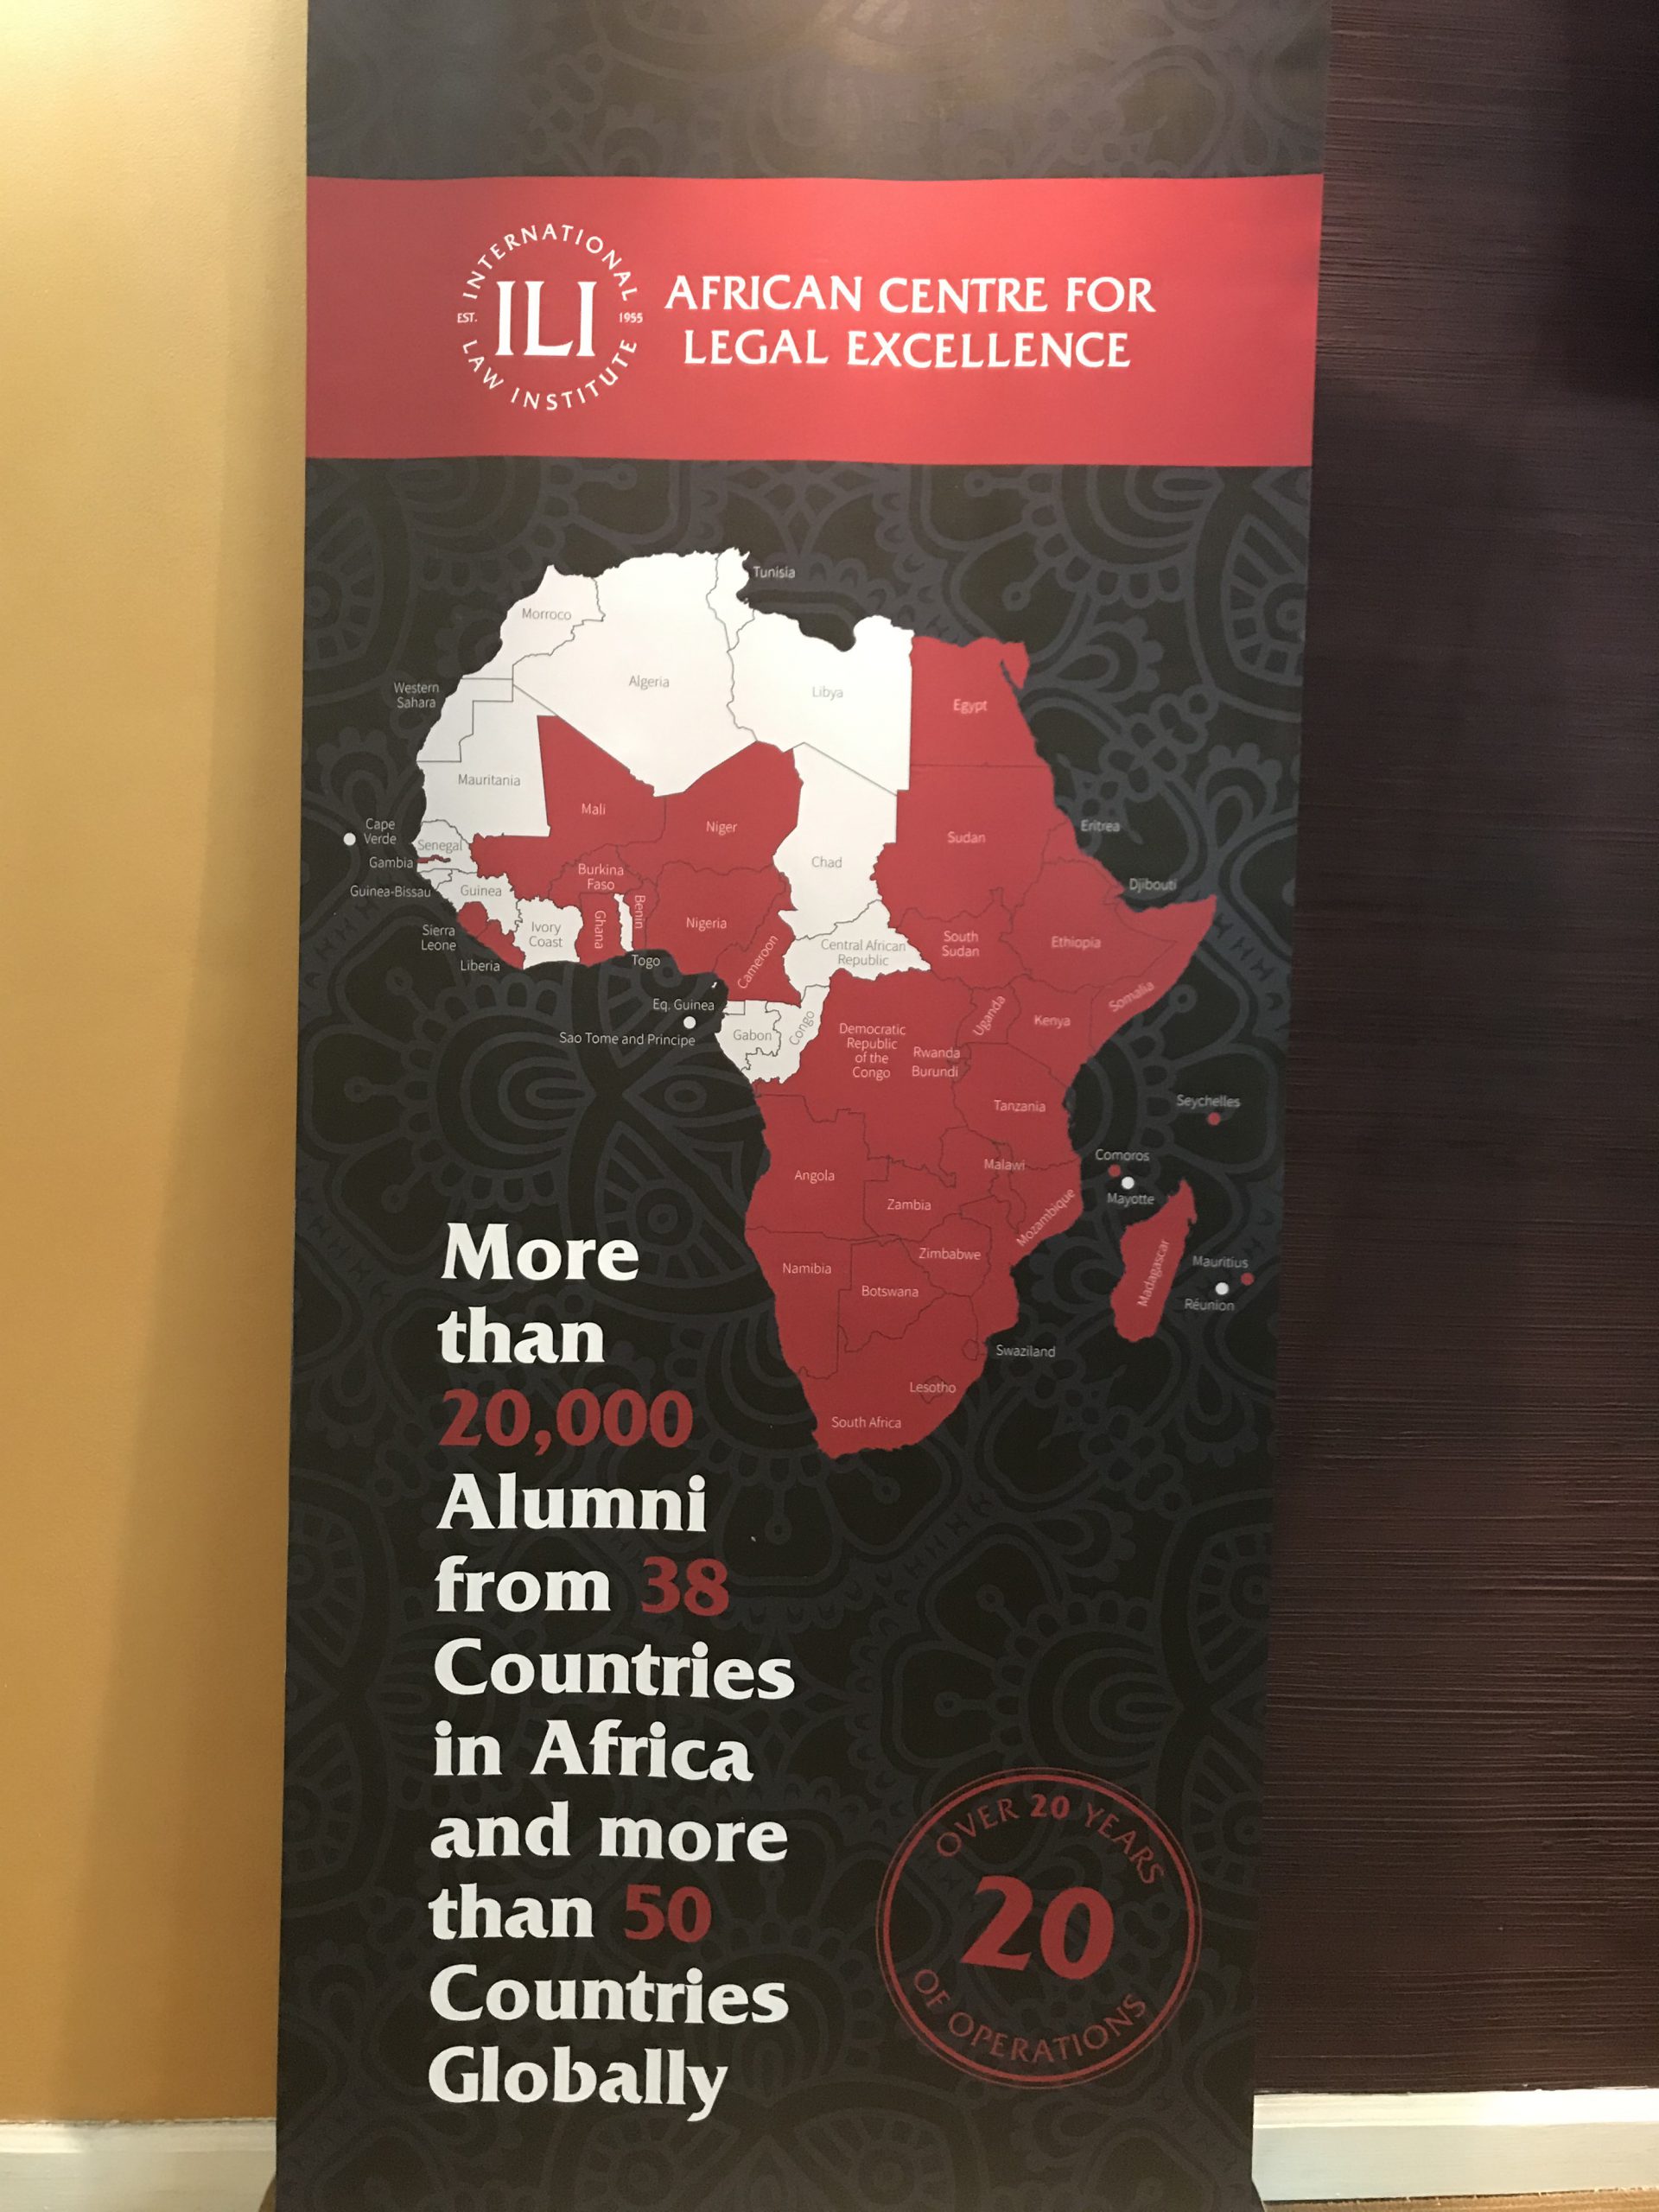 INTERNATIONAL
EST. ILI 1955
LAW INSTITUTE
AFRICAN CENTRE FOR
LEGAL EXCELLENCE
Tunisia
Morroco
Algeria
Libya
Egypt
Western
Sahara
Mauritania
Mali
Niger
Chad
Sudan
Eritrea
Cape
Verde
Senegal
Gambia
Guinea-Bissau
Guinea
Burkina
Faso
Djibouti
Sierra
Leone
Liberia
Ivory
Coast
Ghana
Benin
Togo
Nigeria
Cameroon
Central African
Republic
South
Sudan
Ethiopia
Somalia
Eq. Guinea
Sao Tome and Principe
Gabon
Congo
Democratic
Republic
of the
Congo
Uganda
Kenya
Rwanda
Burundi
Tanzania
Seychelles
Comoros
Mayotte
Angola
Malawi
Zambia
Mozambique
Zimbabwe
Madagascar
Mauritius
Réunion
Namibia
Botswana
Swaziland
Lesotho
South Africa
More
than
20,000
Alumni
from 38
Countries
in Africa
and more
than 50
Countries
Globally
OVER 20 YEARS
20
OF OPERATIONS